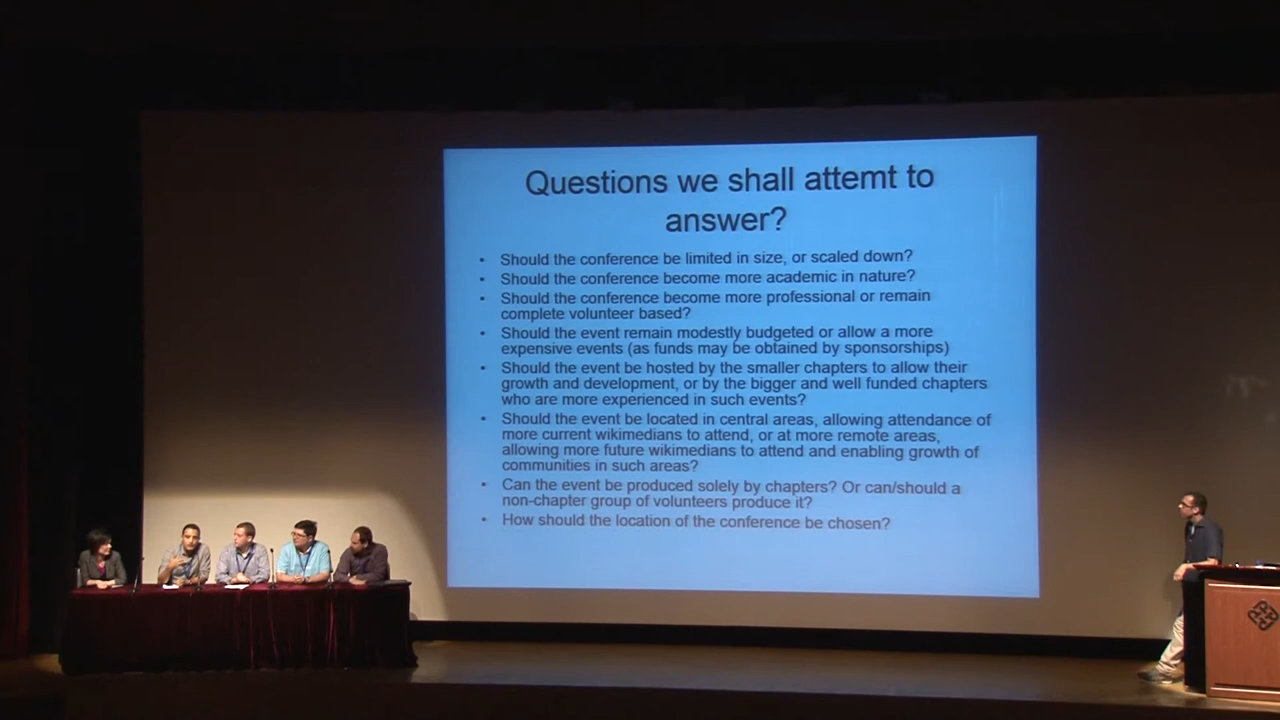 Questions we shall attemt to
answer?
• Should the conference be limited in size, or scaled down?
• Should the conference become more academic in nature?
• Should the conference become more professional or remain
complete volunteer based?
• Should the event remain modestly budgeted or allow a more
expensive events (as funds may be obtained by sponsorships)
• Should the event be hosted by the smaller chapters to allow their
growth and development, or by the bigger and well funded chapters
who are more experienced in such events?
• Should the event be located in central areas, allowing attendance of
more current wikimedians to attend, or at more remote areas,
allowing more future wikimedians to attend and enabling growth of
communities in such areas?
• Can the event be produced solely by chapters? Or can/should a
non-chapter group of volunteers produce it?
• How should the location of the conference be chosen?